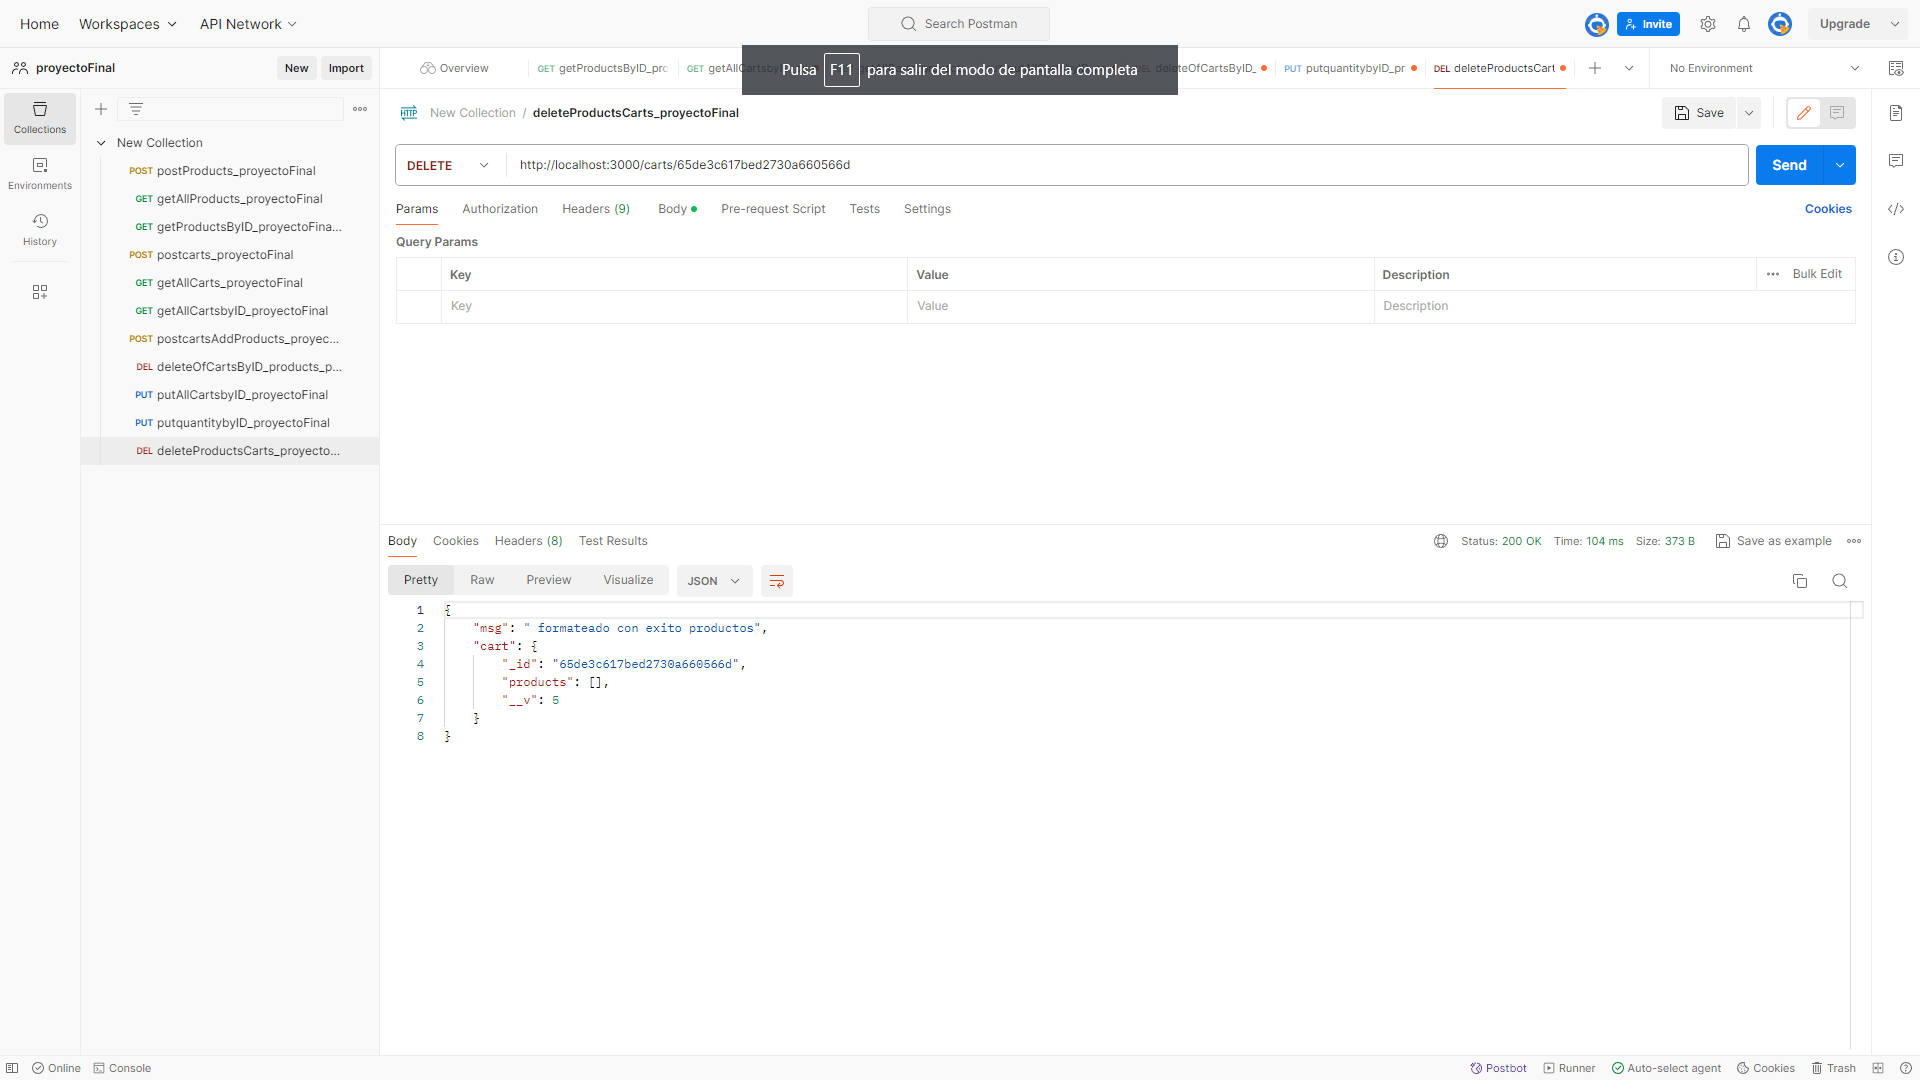 Home Workspaces API Network Search Postman Invite Upgrade
proyectoFinal New Import Overview GET getProductsByID_prc GET Pulsa F11 para salir del modo de pantalla completa deleteOfCartsByID_ PUT putquantitybyID_pr DEL deleteProductsCart No Environment
HTTP New Collection / deleteProductsCarts_proyectoFinal Save
Collections
Environments
History
New Collection
POST postProducts_proyectoFinal
GET getAllProducts_proyectoFinal
GET getProductsByID_proyectoFina...
POST postcarts_proyectoFinal
GET getAllCarts_proyectoFinal
GET getAllCartsbyID_proyectoFinal
POST postcartsAddProducts_proyec...
DEL deleteOfCartsByID_products_p...
PUT putAllCartsbyID_proyectoFinal
PUT putquantitybyID_proyectoFinal
DEL deleteProductsCarts_proyecto...
DELETE http://localhost:3000/carts/65de3c617bed2730a660566d Send
Params Authorization Headers (9) Body Pre-request Script Tests Settings Cookies
Query Params
Key Value Description Bulk Edit
Key Value Description
Body Cookies Headers (8) Test Results Status: 200 OK Time: 104 ms Size: 373 B Save as example
Pretty Raw Preview Visualize JSON
1 {
2 "msg": " formateado con exito productos",
3 "cart": {
4 "_id": "65de3c617bed2730a660566d",
5 "products": [],
6 "__v": 5
7 }
8 }
Online Console Postbot Runner Auto-select agent Cookies Trash